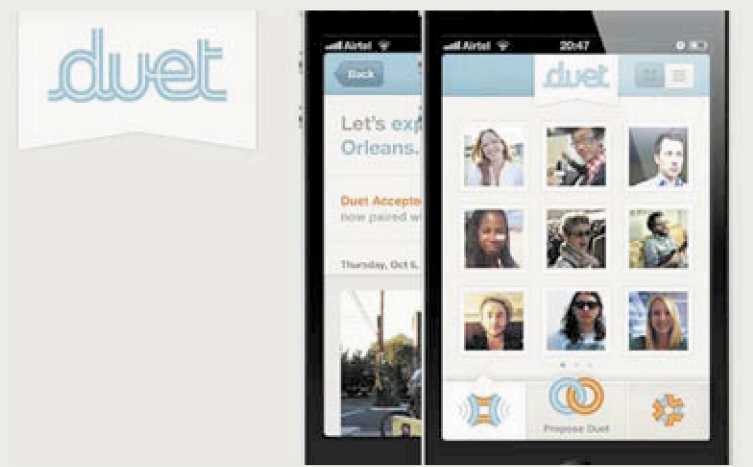 duet
Airtel
Back
Let's exp
Orleans.
Duet Accepte
now paired wi
Thursday, Oct 6,
Airtel 20:47
duet
Propose Duet